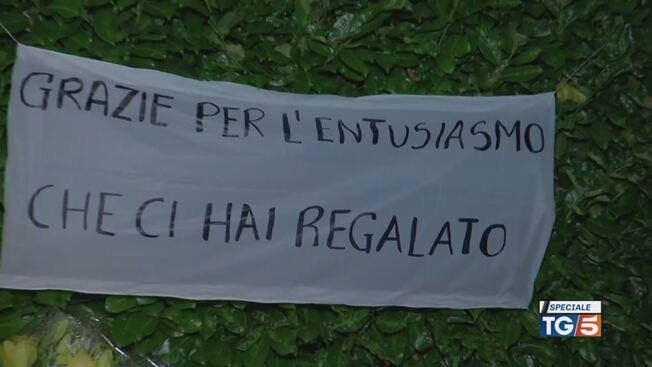 GRAZIE PER L'ENTUSIASMO
CHE CI HAI REGALATO
SPECIALE
TG5